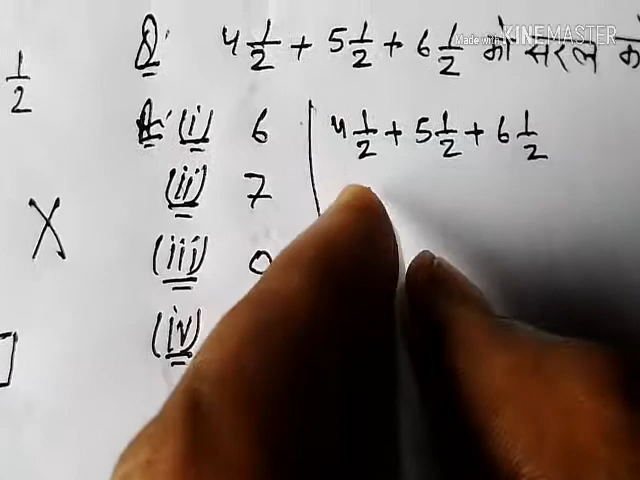 Made with KINEMASTER
Q. 4 1/2 + 5 1/2 + 6 1/2 को सरल
1/2
(i) 6
4 1/2 + 5 1/2 + 6 1/2
(ii) 7
(iii) 0
(iv)